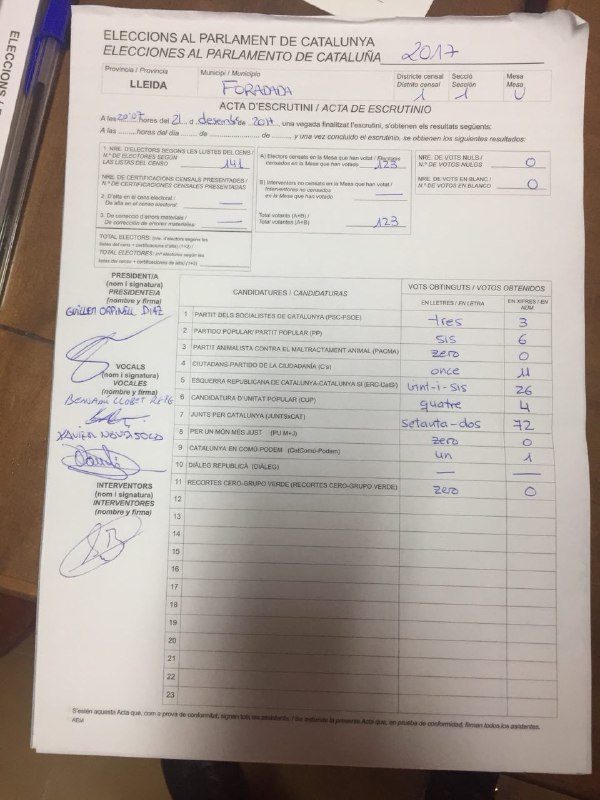 ELECCIONS AL PARLAMENT DE CATALUNYA
ELECCIONES AL PARLAMENTO DE CATALUÑA 2017
Província / Provincia
LLEIDA
Municipi / Municipio
FORADADA
Districte censal
Distrito censal
1
Secció
Sección
1
Mesa
Mesa
U
ACTA D'ESCRUTINI / ACTA DE ESCRUTINIO
A les 20:07 hores del 21 d desembre de 2017, una vegada finalitzat l'escrutini, s'obtenen els resultats següents:
A las ......... horas del día ...... de .................. de ......... y una vez concluido el escrutinio, se obtienen los siguientes resultados:
1. NRE. D'ELECTORS SEGONS LES LLISTES DEL CENS /
N.º DE ELECTORES SEGÚN
LAS LISTAS DEL CENSO 141
NRE. DE CERTIFICACIONS CENSALS PRESENTADES /
N.º DE CERTIFICACIONES CENSALES PRESENTADAS
2. D'alta en el cens electoral /
De alta en el censo electoral —
3. De correcció d'errors materials /
De corrección de errores materiales —
TOTAL ELECTORS: (nre. d'electors segons les
llistes del cens + certificacions d'alta) (1+2) /
TOTAL ELECTORES: (nº electores según las
listas del censo + certificaciones de alta) (1+2)
A) Electors censats en la Mesa que han votat / Electores
censados en la Mesa que han votado 123
B) Interventors no censats en la Mesa que han votat /
Interventores no censados
en la Mesa que han votado —
Total votants (A+B) /
Total votantes (A+B) 123
NRE. DE VOTS NULS /
N.º DE VOTOS NULOS 0
NRE. DE VOTS EN BLANC /
N.º DE VOTOS EN BLANCO 0
PRESIDENT/A
(nom i signatura)
PRESIDENTE/A
(nombre y firma)
VOCALS
(nom i signatura)
VOCALES
(nombre y firma)
INTERVENTORS
(nom i signatura)
INTERVENTORES
(nombre y firma)
CANDIDATURES / CANDIDATURAS
VOTS OBTINGUTS / VOTOS OBTENIDOS
EN LLETRES / EN LETRA
EN XIFRES / EN NÚM.
1 PARTIT DELS SOCIALISTES DE CATALUNYA (PSC-PSOE) tres 3
2 PARTIDO POPULAR/ PARTIT POPULAR (PP) sis 6
3 PARTIT ANIMALISTA CONTRA EL MALTRACTAMENT ANIMAL (PACMA) zero 0
4 CIUTADANS-PARTIDO DE LA CIUDADANÍA (C's) once 11
5 ESQUERRA REPUBLICANA DE CATALUNYA-CATALUNYA SÍ (ERC-CatSí) vint-i-sis 26
6 CANDIDATURA D'UNITAT POPULAR (CUP) quatre 4
7 JUNTS PER CATALUNYA (JUNTSxCAT) setanta-dos 72
8 PER UN MÓN MÉS JUST (PUM+J) zero 0
9 CATALUNYA EN COMÚ-PODEM (CatComú-Podem) un 1
10 DIÀLEG REPUBLICÀ (DIÀLEG) — —
11 RECORTES CERO-GRUPO VERDE (RECORTES CERO-GRUPO VERDE) zero 0
12
13
14
15
16
17
18
19
20
21
22
23
S'estén aquesta Acta que, com a prova de conformitat, signen tots els assistents. / Se extiende la presente Acta que, en prueba de conformidad, firman todos los asistentes.